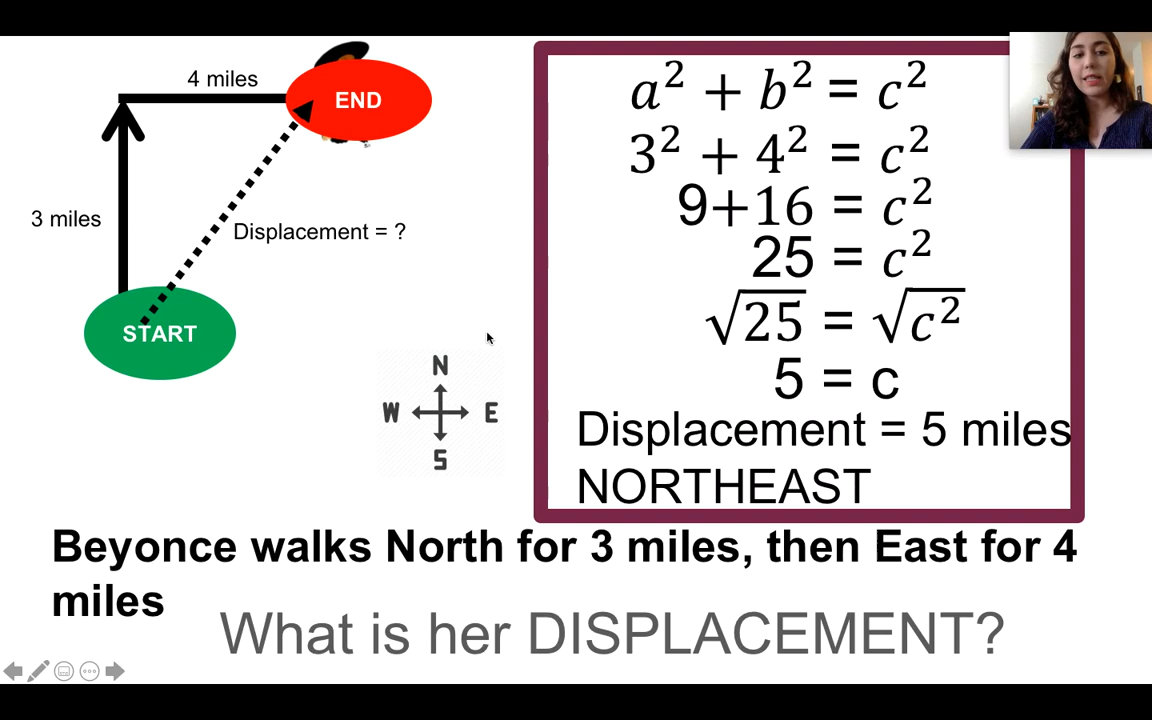 4 miles
END
3 miles
Displacement = ?
START
N
W E
S
a² + b² = c²
3² + 4² = c²
9+16 = c²
25 = c²
√25 = √c²
5 = c
Displacement = 5 miles
NORTHEAST
Beyonce walks North for 3 miles, then East for 4
miles
What is her DISPLACEMENT?